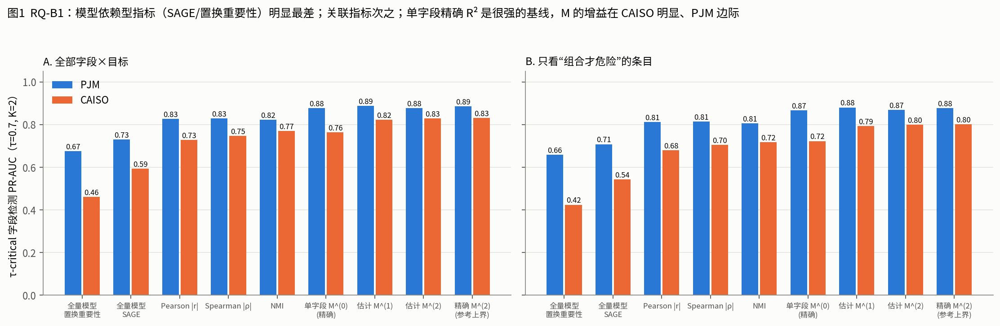 图1 RQ-B1：模型依赖型指标（SAGE/置换重要性）明显最差；关联指标次之；单字段精确 R² 是很强的基线，M 的增益在 CAISO 明显、PJM 边际
A. 全部字段×目标
τ-critical 字段检测 PR-AUC（τ=0.7, K=2）
1.0
0.8
0.6
0.4
0.2
0.0
PJM
CAISO
0.67
0.46
0.73
0.59
0.83
0.73
0.83
0.75
0.82
0.77
0.88
0.76
0.89
0.82
0.88
0.83
0.89
0.83
全量模型
置换重要性
全量模型
SAGE
Pearson |r|
Spearman |ρ|
NMI
单字段 M^(0)
(精确)
估计 M^(1)
估计 M^(2)
精确 M^(2)
(参考上界)
B. 只看“组合才危险”的条目
0.66
0.42
0.71
0.54
0.81
0.68
0.81
0.70
0.81
0.72
0.87
0.72
0.88
0.79
0.87
0.80
0.88
0.80
全量模型
置换重要性
全量模型
SAGE
Pearson |r|
Spearman |ρ|
NMI
单字段 M^(0)
(精确)
估计 M^(1)
估计 M^(2)
精确 M^(2)
(参考上界)